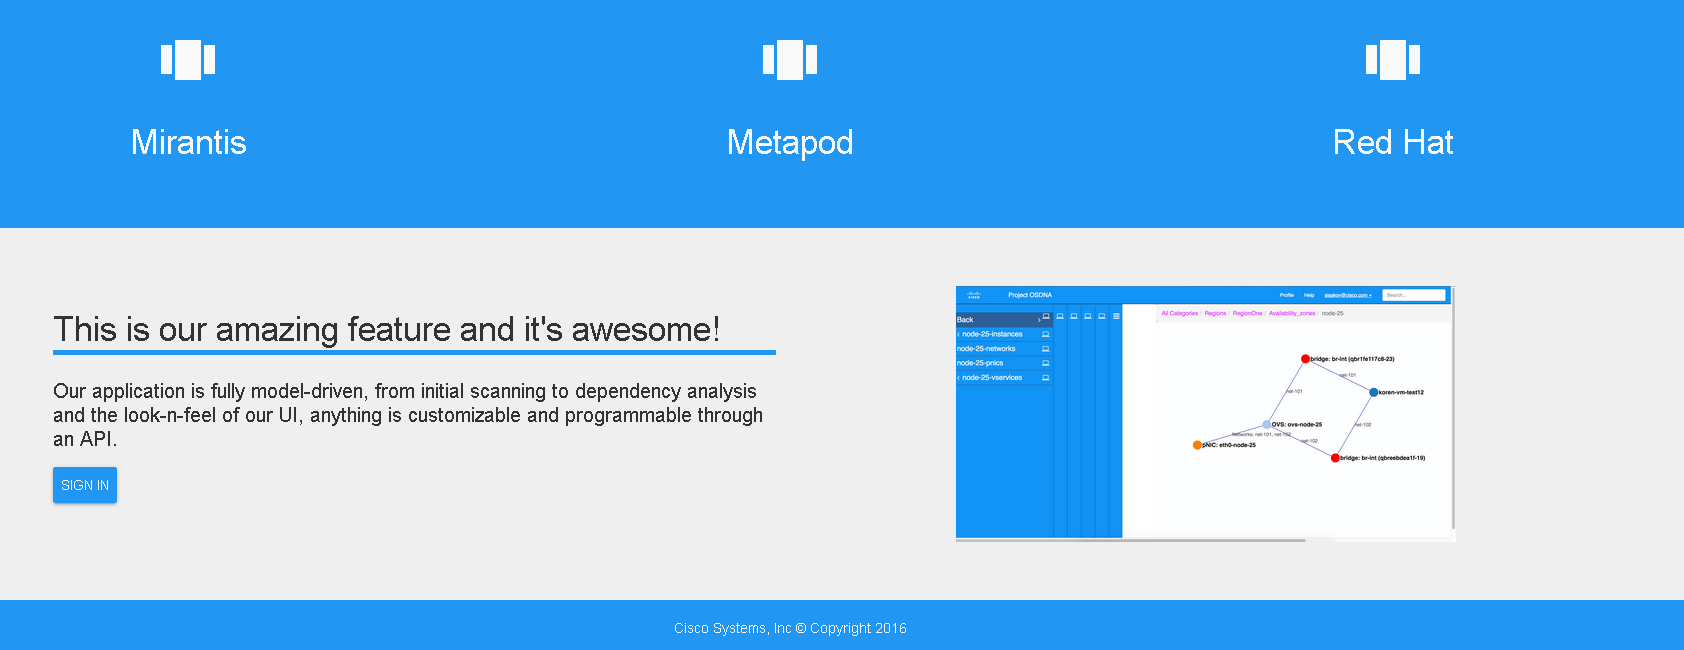 Mirantis
Metapod
Red Hat
This is our amazing feature and it's awesome!
Our application is fully model-driven, from initial scanning to dependency analysis
and the look-n-feel of our UI, anything is customizable and programmable through
an API.
SIGN IN
Project OSDNA
Profile
Help
sisakov@cisco.com
Search...
Back
node-25-instances
node-25-networks
node-25-pnics
node-25-vservices
All Categories / Regions / RegionOne / Availability_zones / node-25
bridge: br-int (qbr1fe117c8-23)
net-101
koren-vm-test12
net-101
OVS: ovs-node-25
net-102
Networks: net-101, net-102
net-102
pNIC: eth0-node-25
bridge: br-int (qbreebdea1f-19)
Cisco Systems, Inc © Copyright 2016